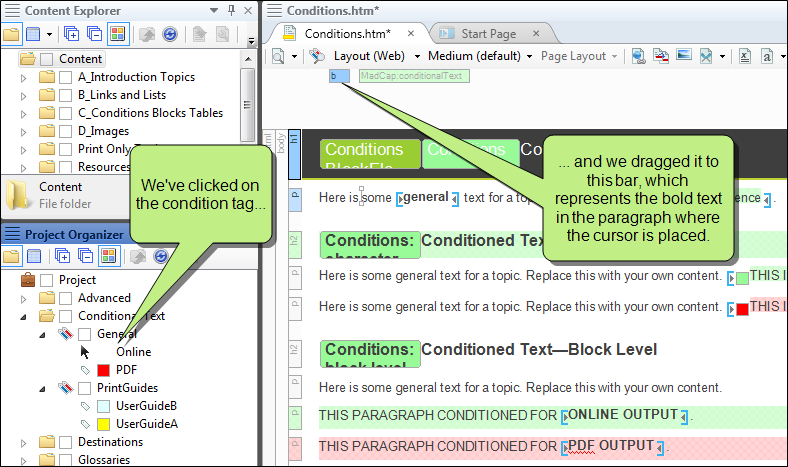 Content Explorer
Content
A_Introduction Topics
B_Links and Lists
C_Conditions Blocks Tables
D_Images
Print Only
Resources
Content
File folder
We've clicked on
the condition tag...
Project Organizer
Project
Advanced
Conditional Text
General
Online
PDF
PrintGuides
UserGuideB
UserGuideA
Destinations
Glossaries
Conditions.htm*
Conditions.htm*
Start Page
Layout (Web)
Medium (default)
Page Layout
b
MadCap:conditionalText
html
body
h1
Conditions
Conditions
Co
... and we dragged it to
this bar, which
represents the bold text
in the paragraph where
the cursor is placed.
p
Here is some general text for a topic ence .
h2
Conditions: Conditioned Text
character
p
Here is some general text for a topic. Replace this with your own content. THIS I
p
Here is some general text for a topic. Replace this with your own content. THIS I
h2
Conditions: Conditioned Text—Block Level
block level
p
Here is some general text for a topic. Replace this with your own content.
p
THIS PARAGRAPH CONDITIONED FOR ONLINE OUTPUT .
p
THIS PARAGRAPH CONDITIONED FOR PDF OUTPUT .